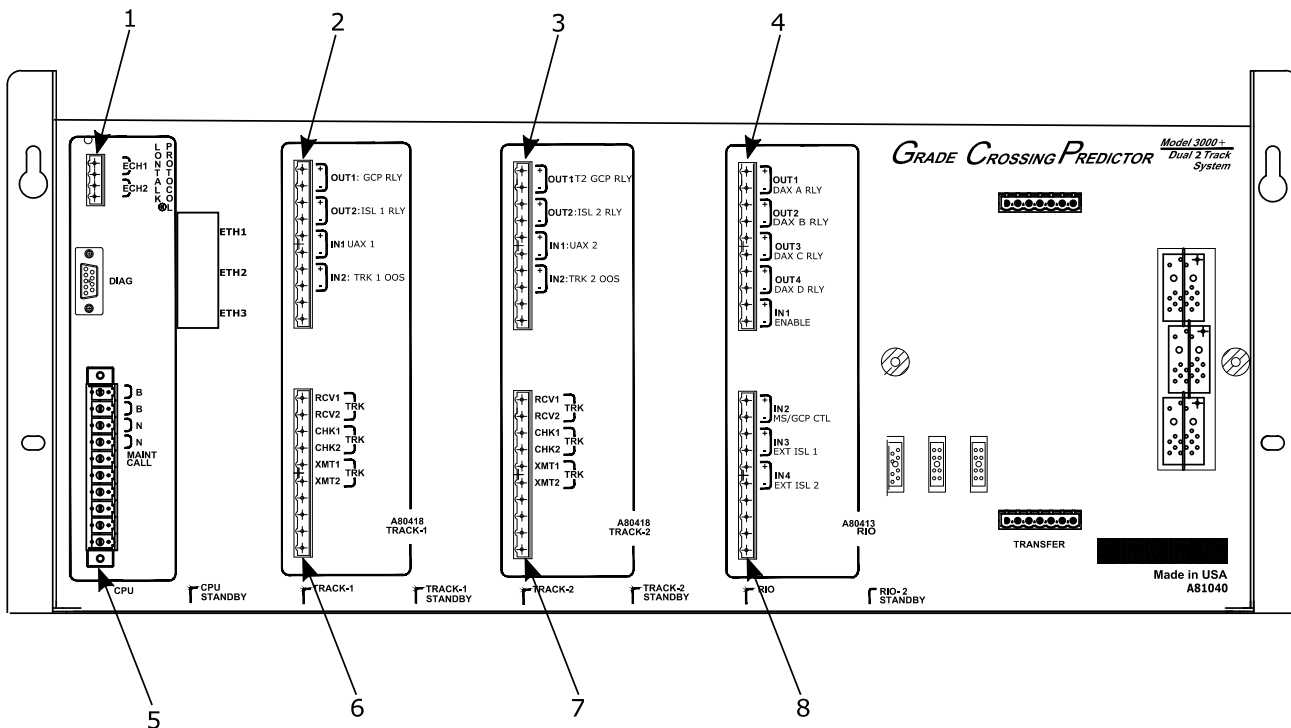 1
2
3
4
ECH1
ECH2
LONTALK®
PROTOCOL
DIAG
ETH1
ETH2
ETH3
B
B
N
N
MAINT
CALL
CPU
5
+
OUT1: GCP RLY
-
+
OUT2:ISL 1 RLY
-
+
IN1 UAX 1
-
+
IN2: TRK 1 OOS
-
RCV1
TRK
RCV2
CHK1
TRK
CHK2
XMT1
TRK
XMT2
A80418
TRACK-1
6
+
OUT1T2 GCP RLY
-
+
OUT2:ISL 2 RLY
-
+
IN1:UAX 2
-
+
IN2:TRK 2 OOS
-
RCV1
TRK
RCV2
CHK1
TRK
CHK2
XMT1
TRK
XMT2
A80418
TRACK-2
7
+
OUT1
- DAX A RLY
+
OUT2
- DAX B RLY
+
OUT3
- DAX C RLY
+
OUT4
- DAX D RLY
+
IN1
- ENABLE
+
IN2
- MS/GCP CTL
+
IN3
- EXT ISL 1
+
IN4
- EXT ISL 2
A80413
RIO
8
GRADE CROSSING PREDICTOR
Model 3000+
Dual 2 Track
System
TRANSFER
Made in USA
A81040
CPU
STANDBY
TRACK-1
TRACK-1
STANDBY
TRACK-2
TRACK-2
STANDBY
RIO
RIO-2
STANDBY